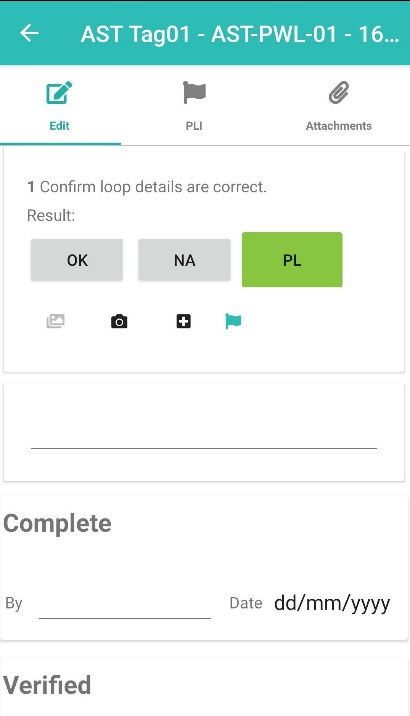 AST Tag01 - AST-PWL-01 - 16...
Edit PLI Attachments
1 Confirm loop details are correct.
Result:
OK NA PL
Complete
By Date dd/mm/yyyy
Verified